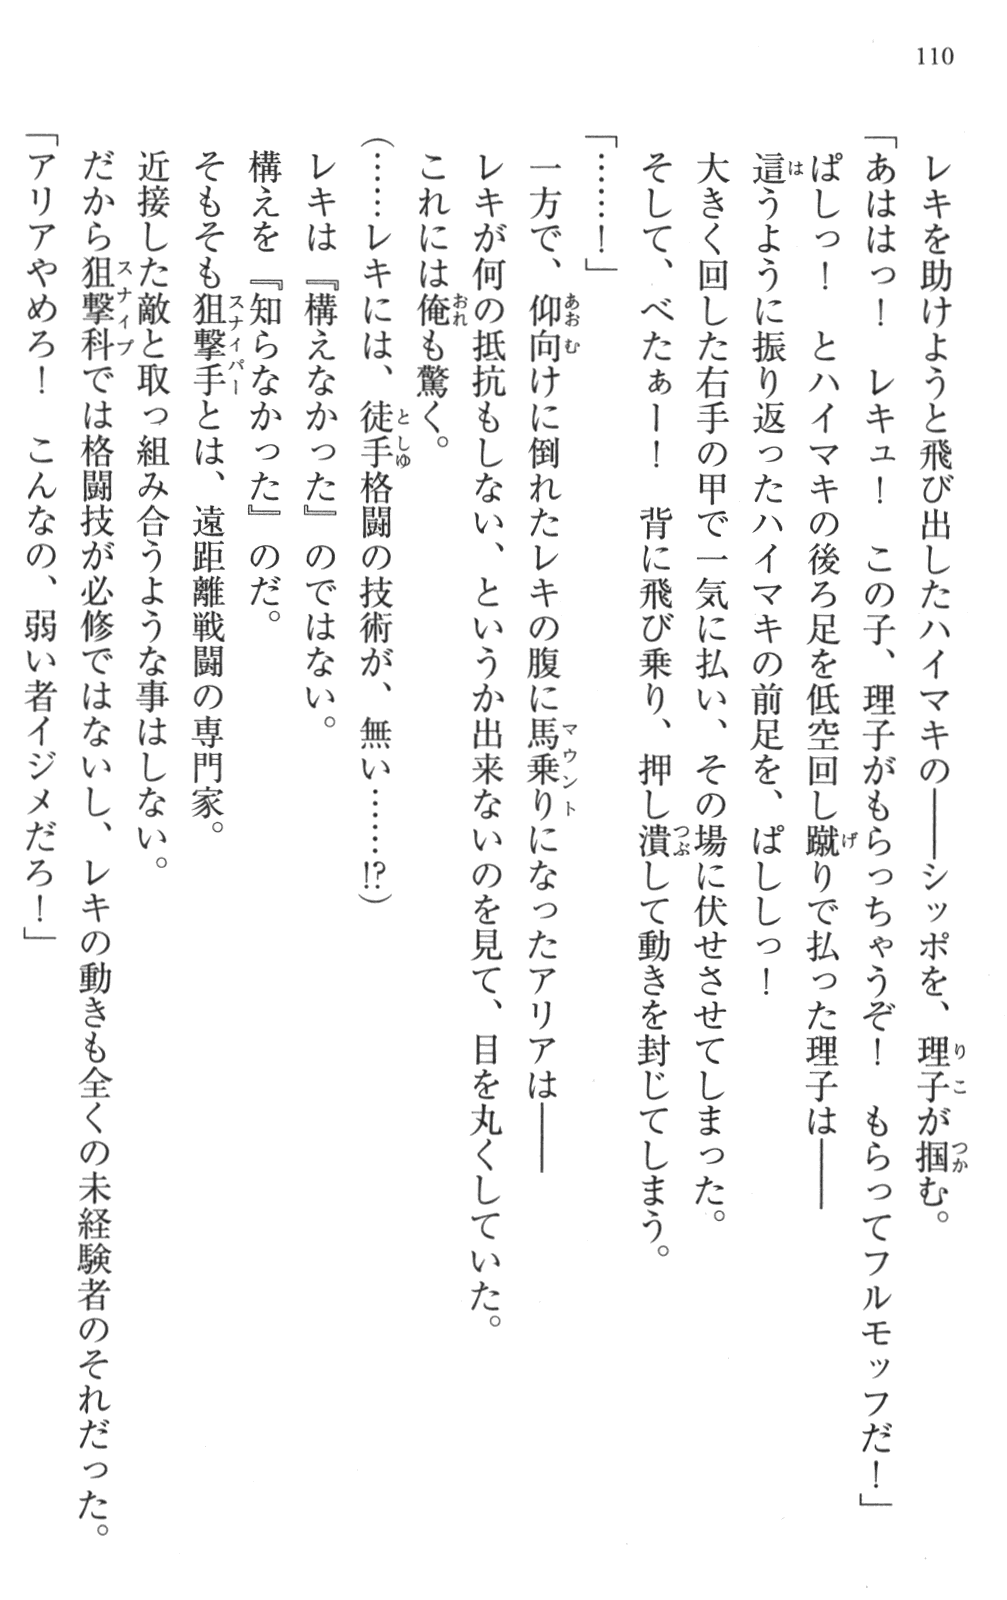 110
レキを助けようと飛び出したハイマキの――シッポを、理子が掴む。
「あははっ！　レキュ！　この子、理子がもらっちゃうぞ！　もらってフルモッフだ！」
ぱしっ！　とハイマキの後ろ足を低空回し蹴りで払った理子は――
這うように振り返ったハイマキの前足を、ぱししっ！
大きく回した右手の甲で一気に払い、その場に伏せさせてしまった。
そして、べたぁー！　背に飛び乗り、押し潰して動きを封じてしまう。
「……！」
一方で、仰向けに倒れたレキの腹に馬乗りになったアリアは――
レキが何の抵抗もしない、というか出来ないのを見て、目を丸くしていた。
これには俺も驚く。
（……レキには、徒手格闘の技術が、無い……!?）
レキは『構えなかった』のではない。
構えを『知らなかった』のだ。
そもそも狙撃手とは、遠距離戦闘の専門家。
近接した敵と取っ組み合うような事はしない。
だから狙撃科では格闘技が必修ではないし、レキの動きも全くの未経験者のそれだった。
「アリアやめろ！　こんなの、弱い者イジメだろ！」